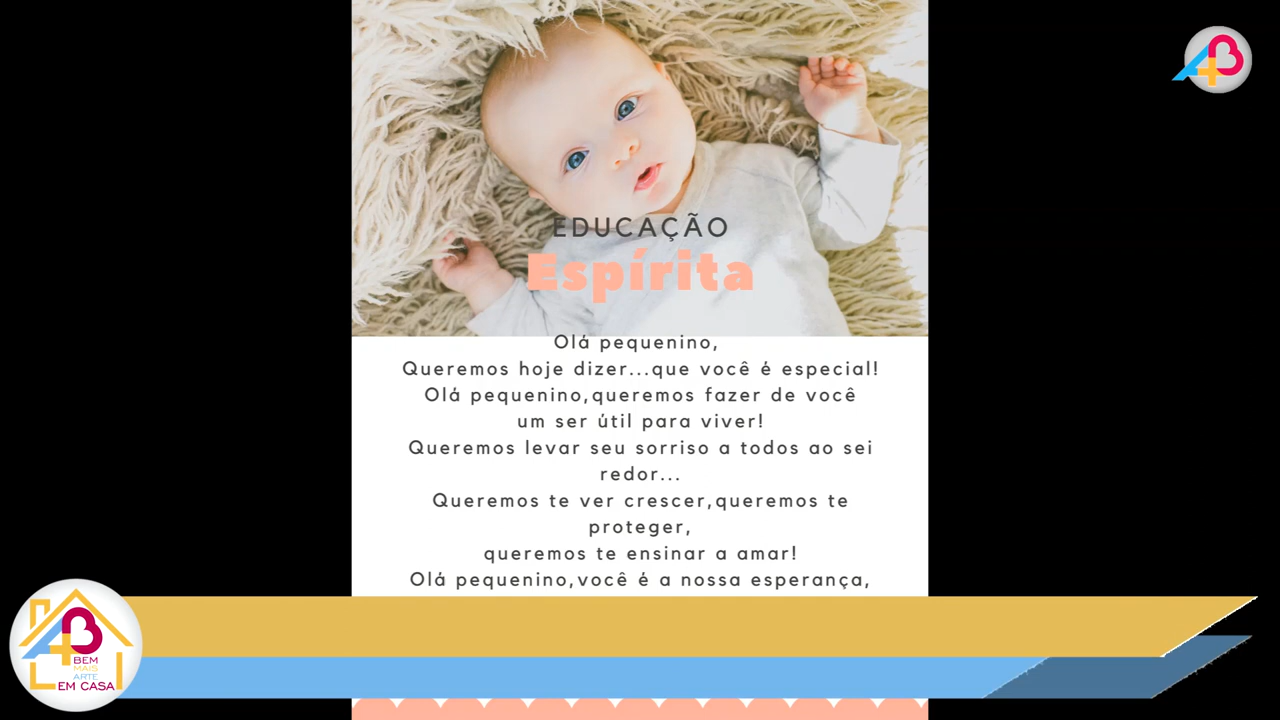 EDUCAÇÃO
Espírita
Olá pequenino,
Queremos hoje dizer...que você é especial!
Olá pequenino,queremos fazer de você
um ser útil para viver!
Queremos levar seu sorriso a todos ao sei
redor...
Queremos te ver crescer,queremos te
proteger,
queremos te ensinar a amar!
Olá pequenino,você é a nossa esperança,
A4B
A4B
BEM
MAIS
ARTE
EM CASA